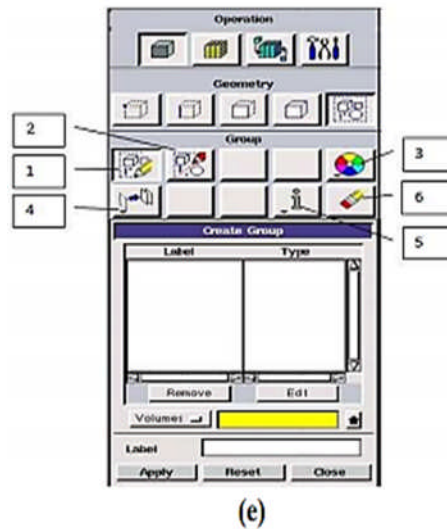 Operation
Geometry
2
Group
3
1
4
6
5
Create Group
Label Type
Remove Edit
Volumes
Label
Apply Reset Close
(e)